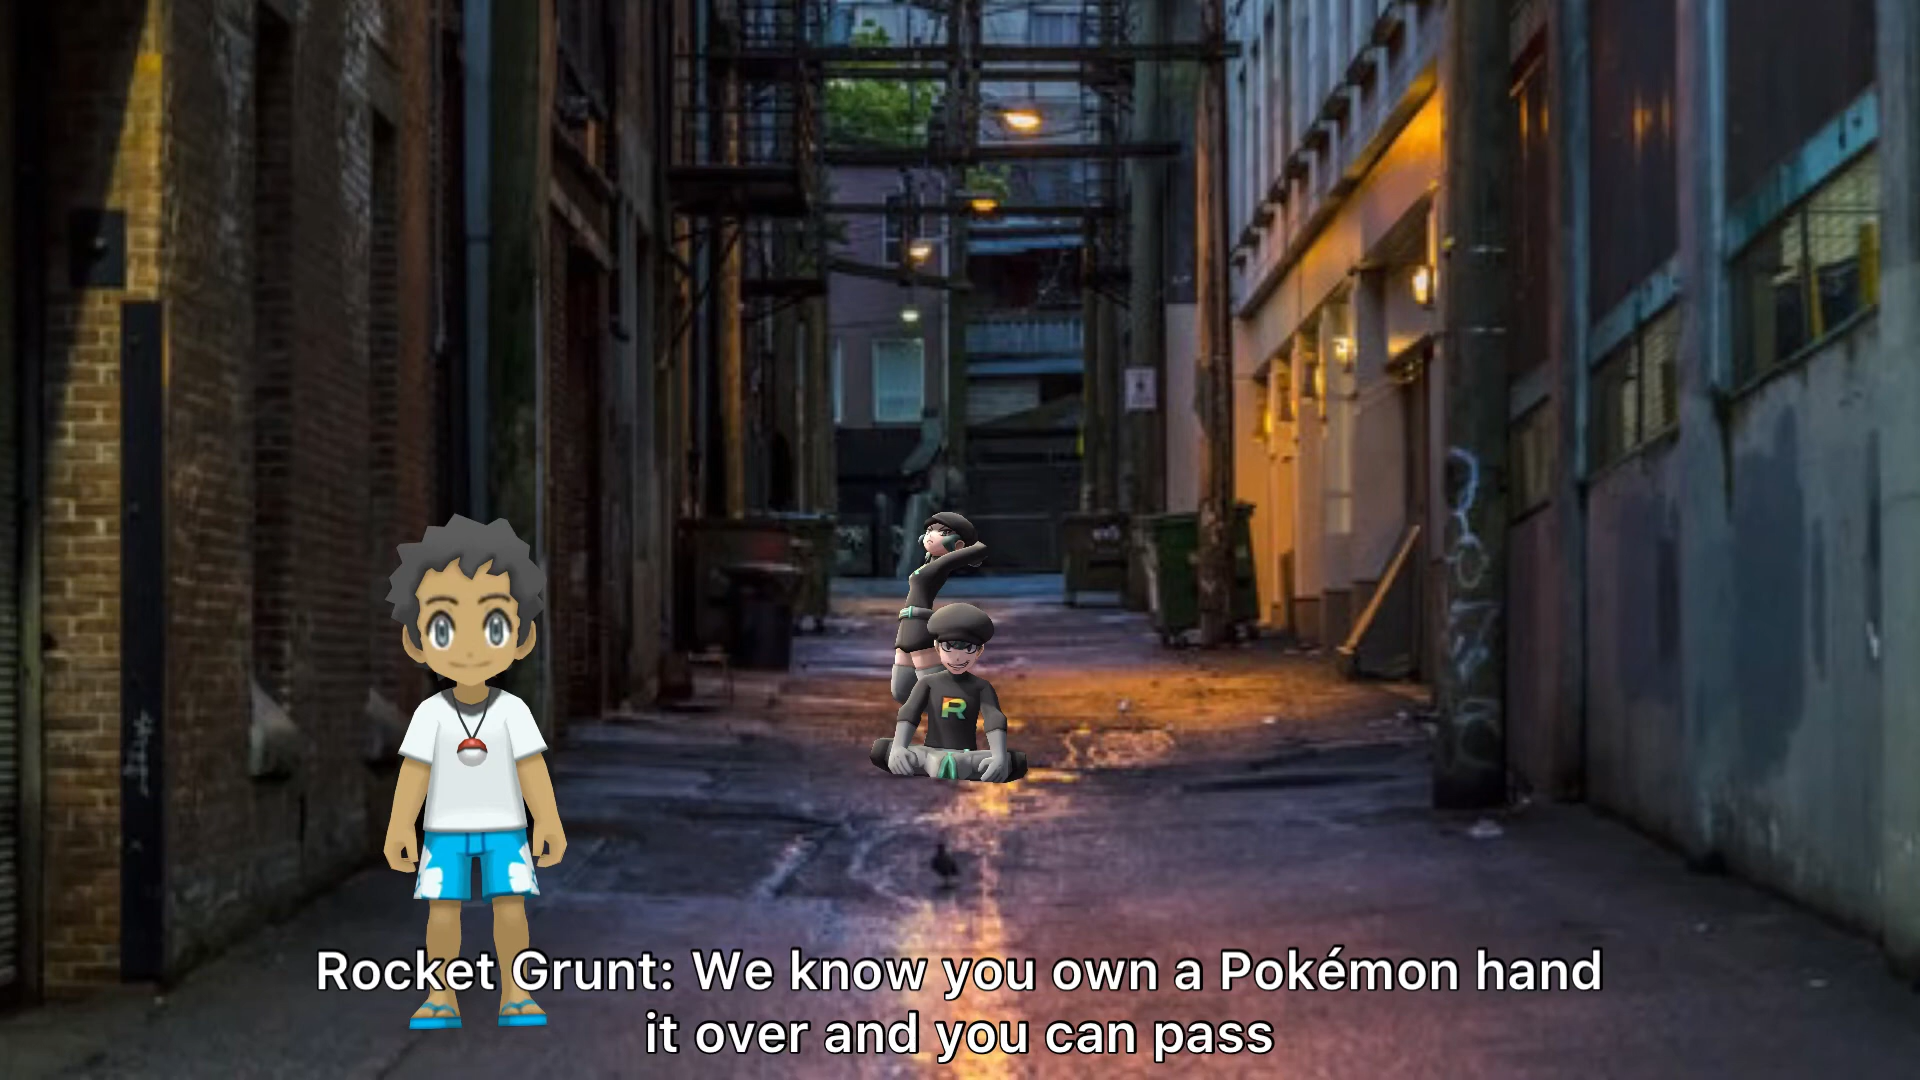 R
Rocket Grunt: We know you own a Pokémon hand
it over and you can pass